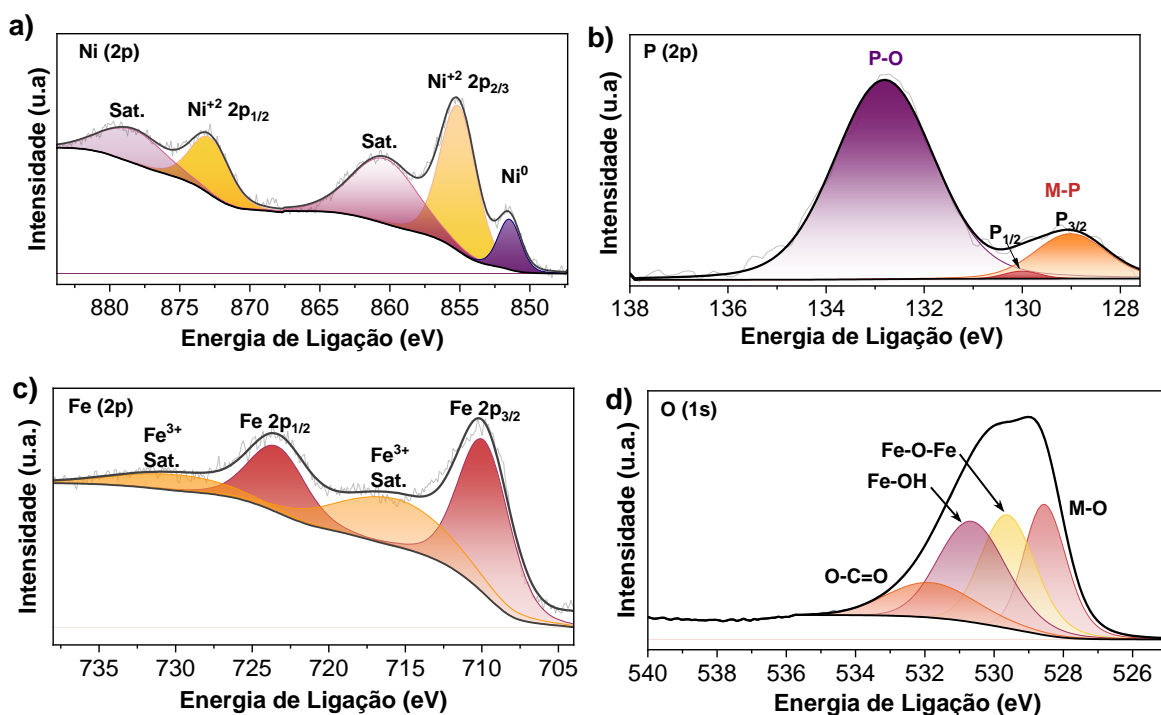 a)
Ni (2p)
Sat.
Ni+2 2p1/2
Sat.
Ni+2 2p2/3
Ni0
Intensidade (u.a)
880 875 870 865 860 855 850
Energia de Ligação (eV)
b)
P (2p)
P-O
M-P
P1/2
P3/2
Intensidade (u.a
138 136 134 132 130 128
Energia de Ligação (eV)
c)
Fe (2p)
Fe3+
Sat.
Fe 2p1/2
Fe3+
Sat.
Fe 2p3/2
Intensidade (u.a.)
735 730 725 720 715 710 705
Energia de Ligação (eV)
d)
O (1s)
Fe-O-Fe
Fe-OH
M-O
O-C=O
Intensidade (u.a.)
540 538 536 534 532 530 528 526
Energia de Ligação (eV)